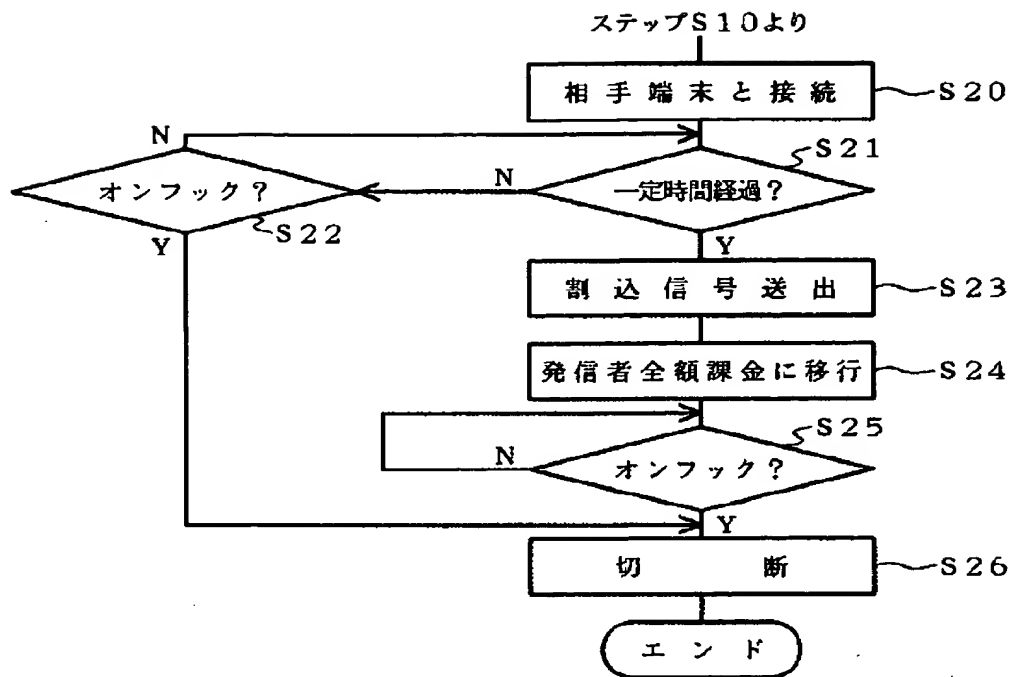 ステップS10より
相手端末と接続
S20
N
S21
オンフック?
N
一定時間経過?
S22
Y
Y
割込信号送出
S23
発信者全額課金に移行
S24
S25
N
オンフック?
Y
切断
S26
エンド